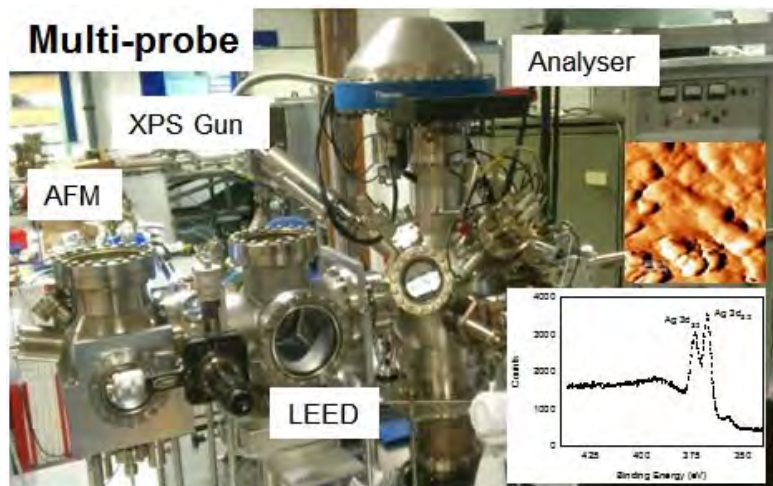 Multi-probe
Analyser
XPS Gun
AFM
LEED
4000
3000
2000
1000
0
Counts
Ag 3d
Ag 3d
425
400
375
350
Binding Energy (eV)